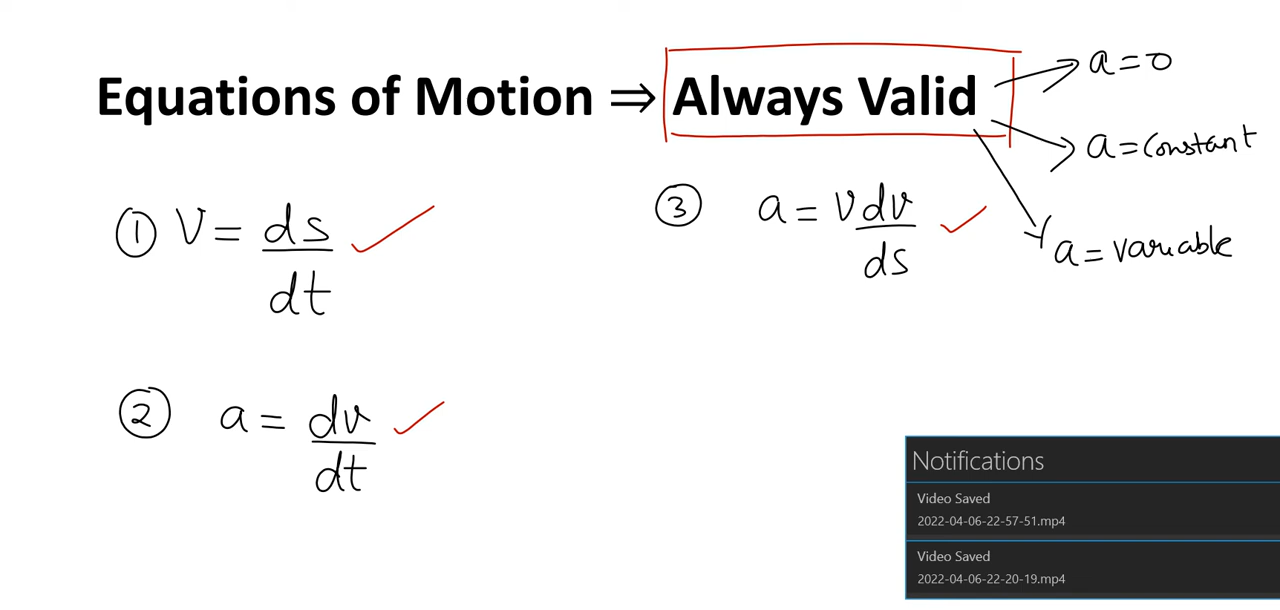 Equations of Motion ⇒ Always Valid
a = 0
a = Constant
a = variable
① V = ds/dt ✓
② a = dv/dt ✓
③ a = v dv/ds ✓
Notifications
Video Saved
2022-04-06-22-57-51.mp4
Video Saved
2022-04-06-22-20-19.mp4